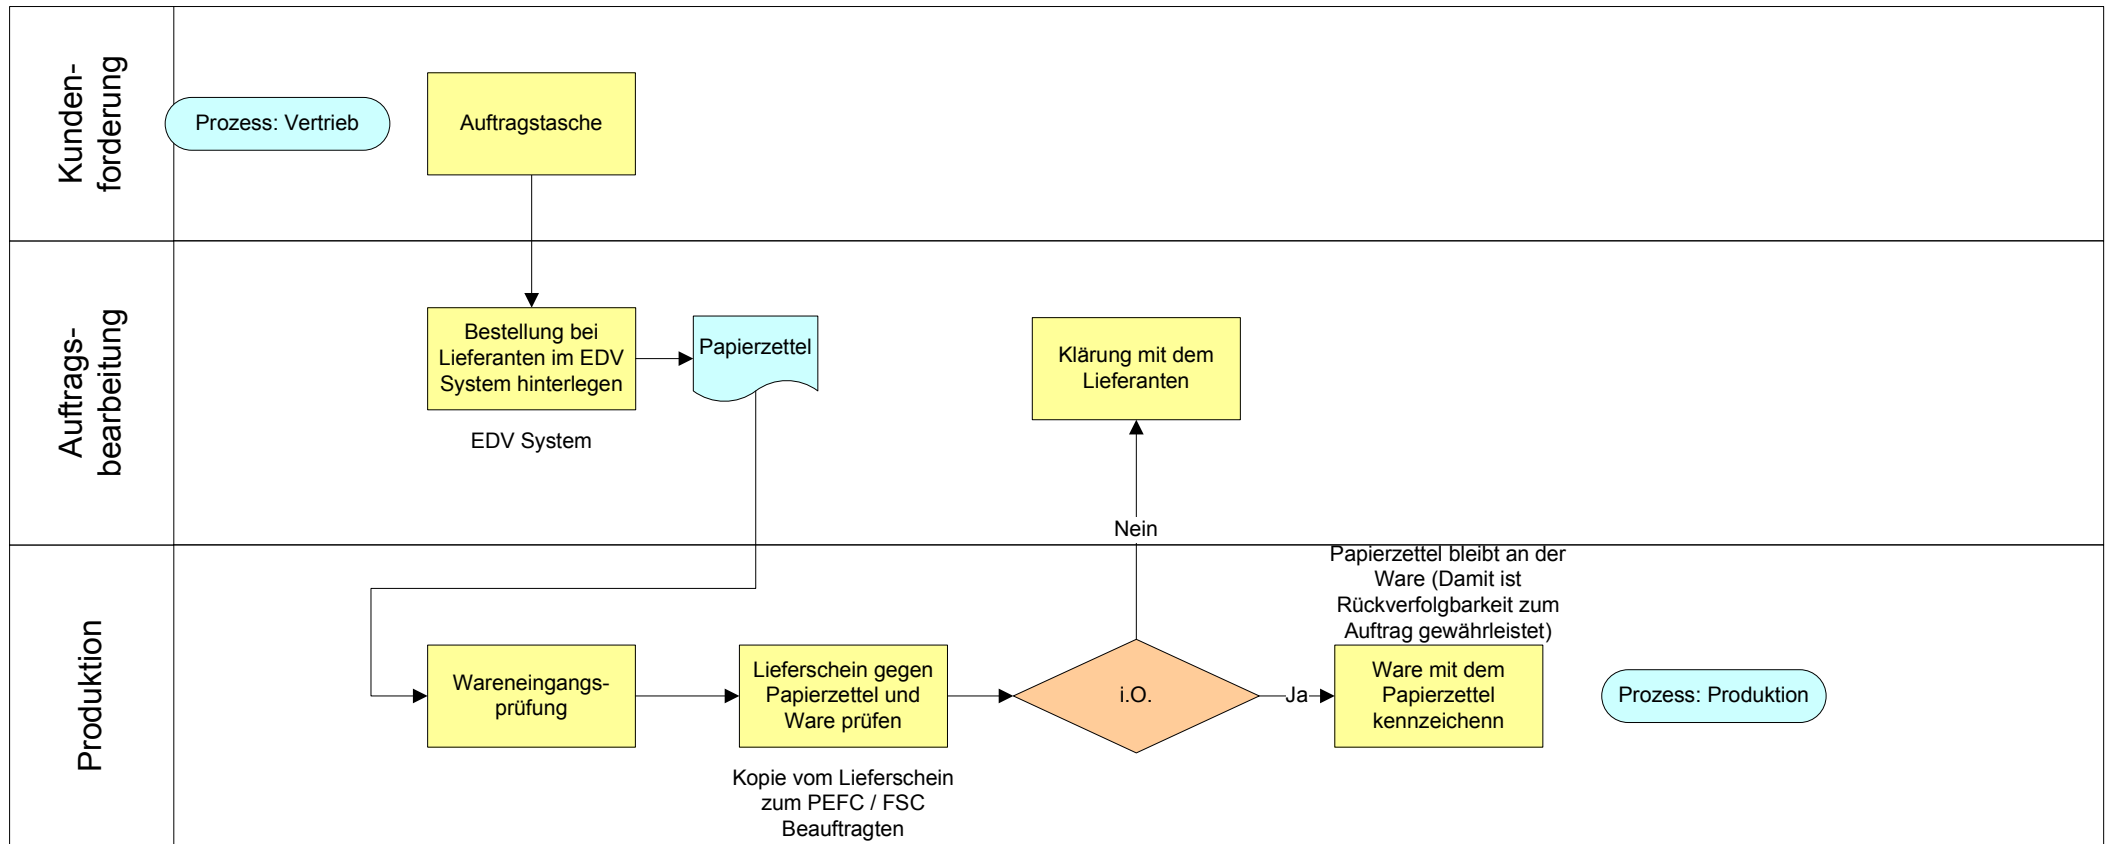 Kunden-
forderung
Prozess: Vertrieb
Auftragstasche
Auftrags-
bearbeitung
Bestellung bei
Lieferanten im EDV
System hinterlegen
EDV System
Papierzettel
Klärung mit dem
Lieferanten
Nein
Produktion
Wareneingangs-
prüfung
Lieferschein gegen
Papierzettel und
Ware prüfen
Kopie vom Lieferschein
zum PEFC / FSC
Beauftragten
i.O.
Ja
Papierzettel bleibt an der
Ware (Damit ist
Rückverfolgbarkeit zum
Auftrag gewährleistet)
Ware mit dem
Papierzettel
kennzeichenn
Prozess: Produktion